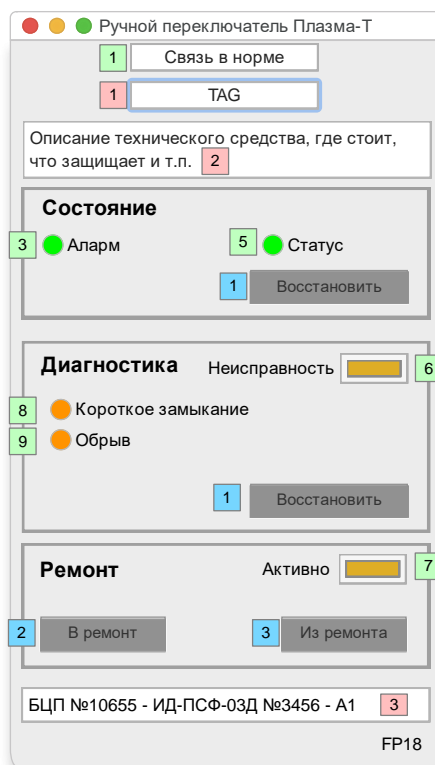 Ручной переключатель Плазма-Т
1 Связь в норме
1 TAG
Описание технического средства, где стоит,
что защищает и т.п. 2
Состояние
3 Аларм 5 Статус
1 Восстановить
Диагностика Неисправность 6
8 Короткое замыкание
9 Обрыв
1 Восстановить
Ремонт Активно 7
2 В ремонт 3 Из ремонта
БЦП №10655 - ИД-ПСФ-03Д №3456 - А1 3
FP18